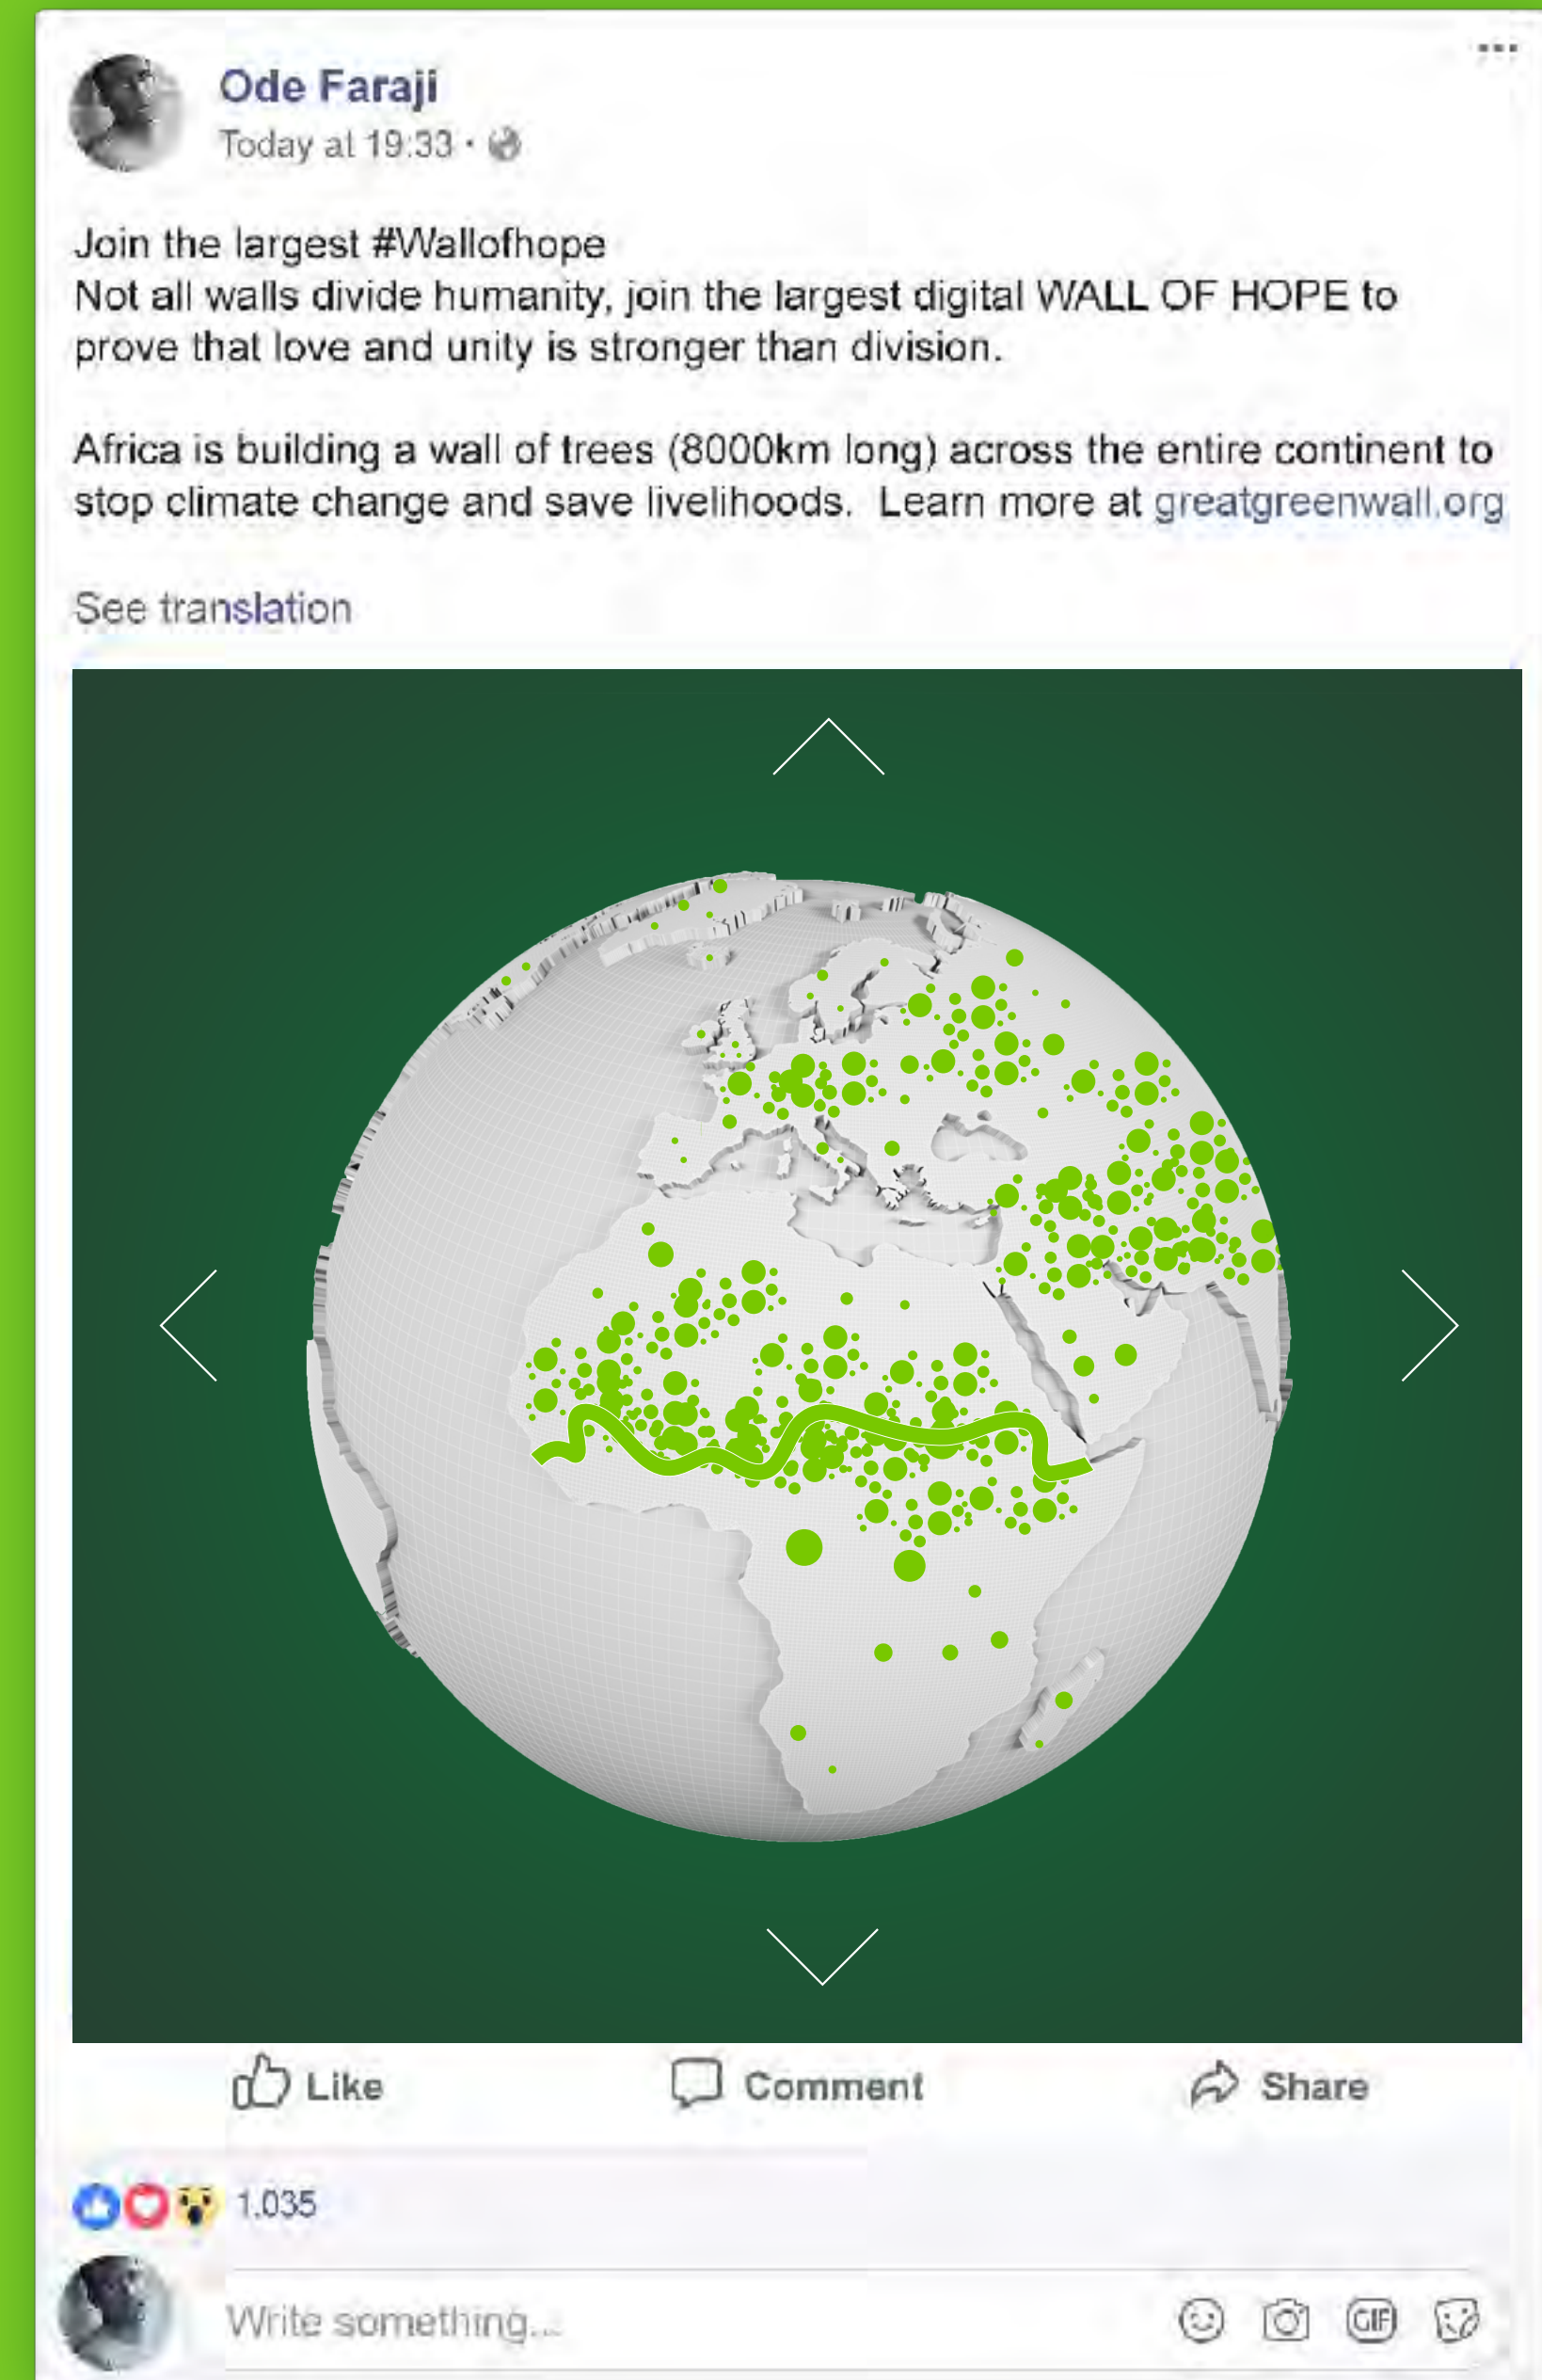 Ode Faraji
Today at 19:33 ·
Join the largest #Wallofhope
Not all walls divide humanity, join the largest digital WALL OF HOPE to
prove that love and unity is stronger than division.
Africa is building a wall of trees (8000km long) across the entire continent to
stop climate change and save livelihoods. Learn more at greatgreenwall.org
See translation
Like Comment Share
1.035
Write something...
GIF